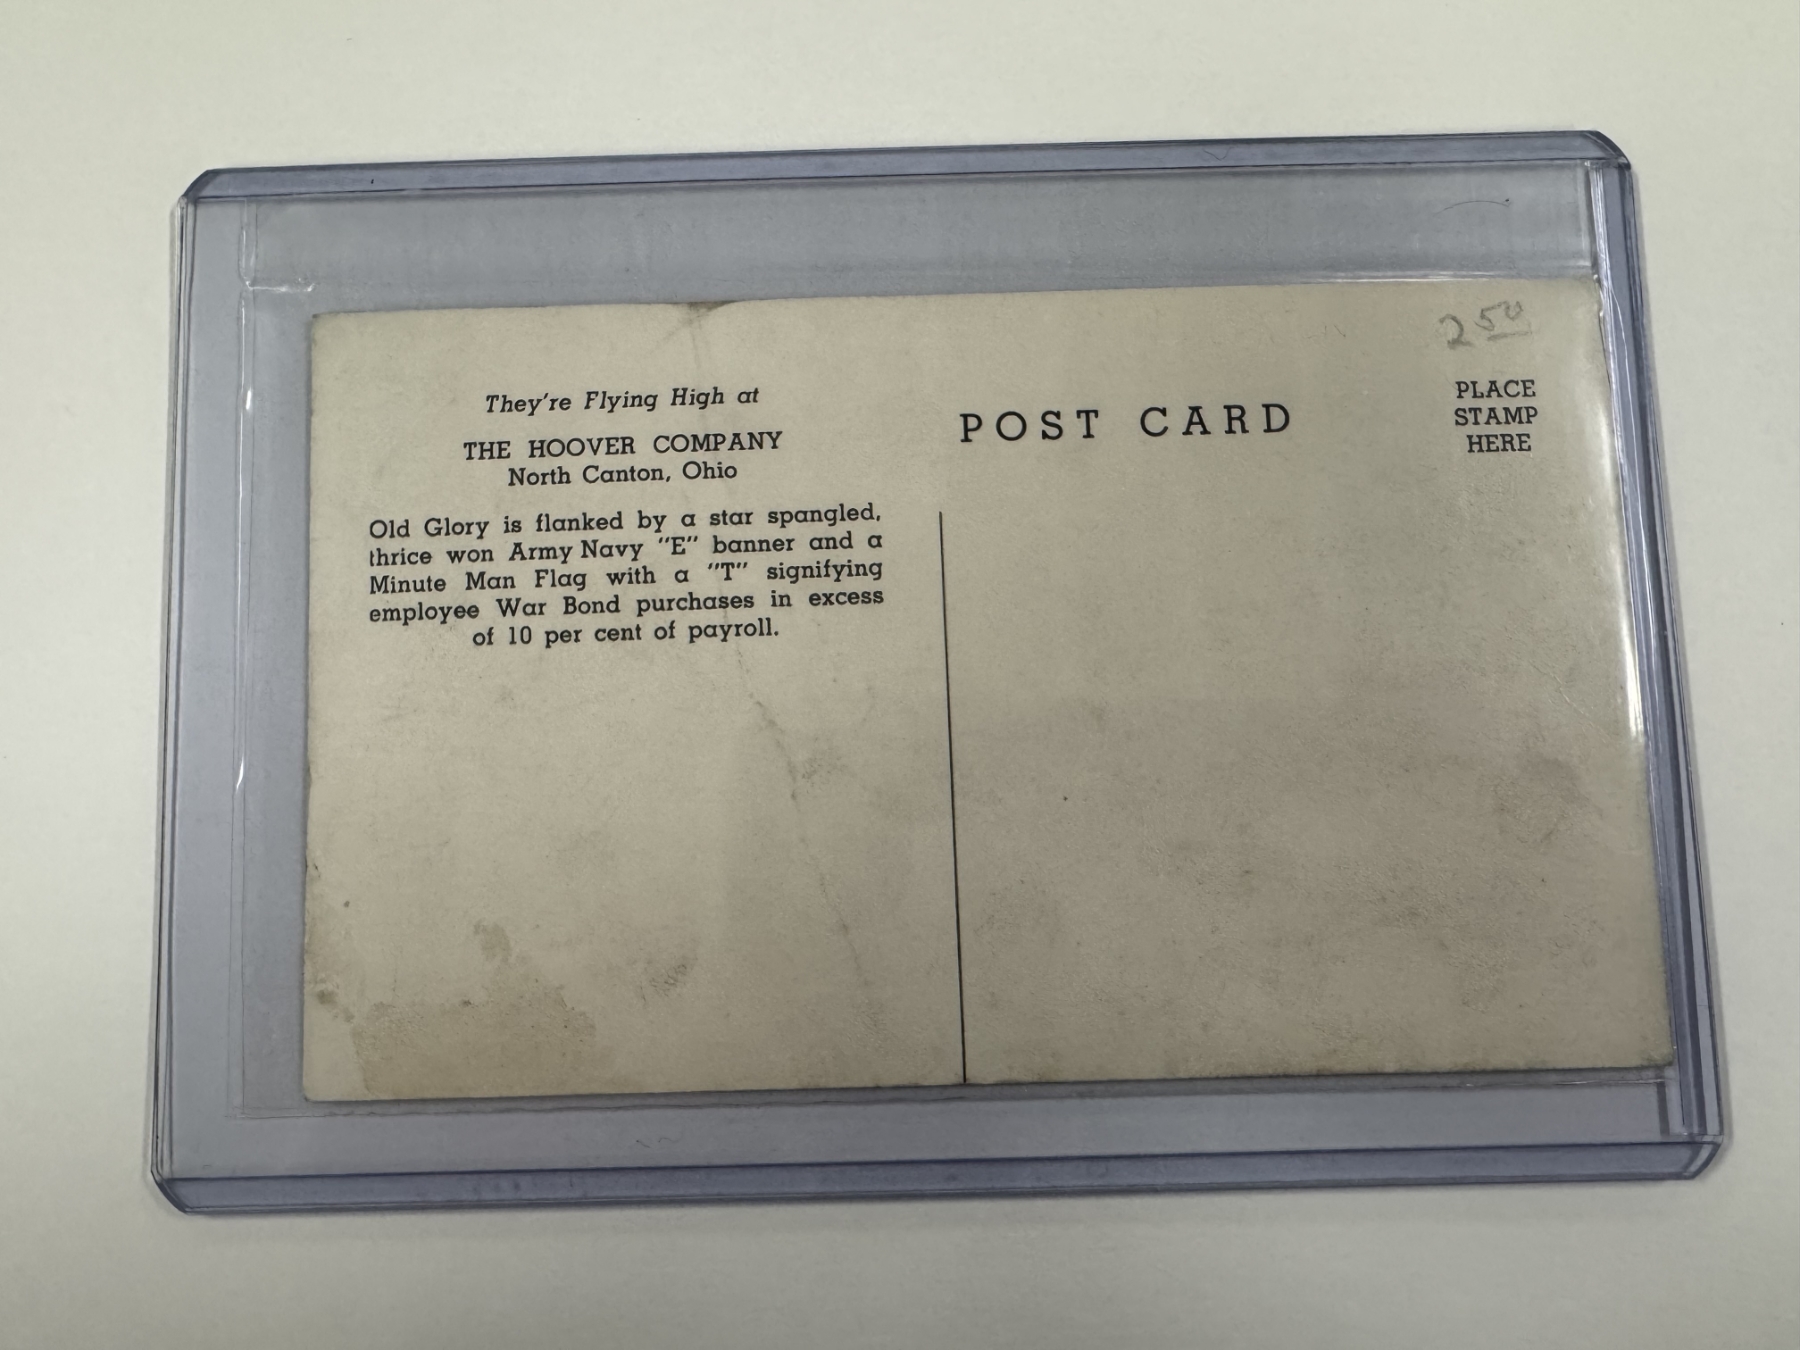 2 50
They're Flying High at
THE HOOVER COMPANY
North Canton, Ohio
Old Glory is flanked by a star spangled,
thrice won Army Navy "E" banner and a
Minute Man Flag with a "T" signifying
employee War Bond purchases in excess
of 10 per cent of payroll.
POST CARD
PLACE
STAMP
HERE